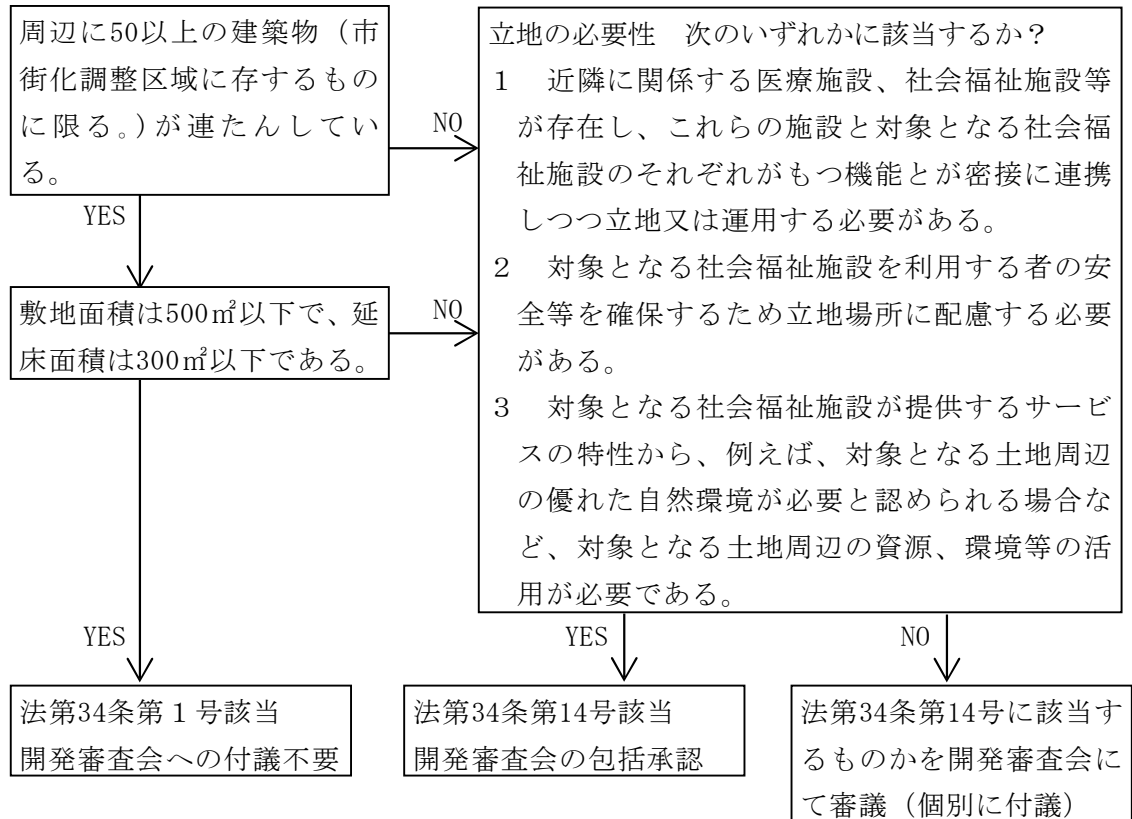 周辺に50以上の建築物（市
街化調整区域に存するもの
に限る。）が連たんしてい
る。
NO
YES
敷地面積は500㎡以下で、延
床面積は300㎡以下である。
NO
立地の必要性　次のいずれかに該当するか？
１　近隣に関係する医療施設、社会福祉施設等
が存在し、これらの施設と対象となる社会福
祉施設のそれぞれがもつ機能とが密接に連携
しつつ立地又は運用する必要がある。
２　対象となる社会福祉施設を利用する者の安
全等を確保するため立地場所に配慮する必要
がある。
３　対象となる社会福祉施設が提供するサービ
スの特性から、例えば、対象となる土地周辺
の優れた自然環境が必要と認められる場合な
ど、対象となる土地周辺の資源、環境等の活
用が必要である。
YES
YES
NO
法第34条第１号該当
開発審査会への付議不要
法第34条第14号該当
開発審査会の包括承認
法第34条第14号に該当す
るものかを開発審査会に
て審議（個別に付議）